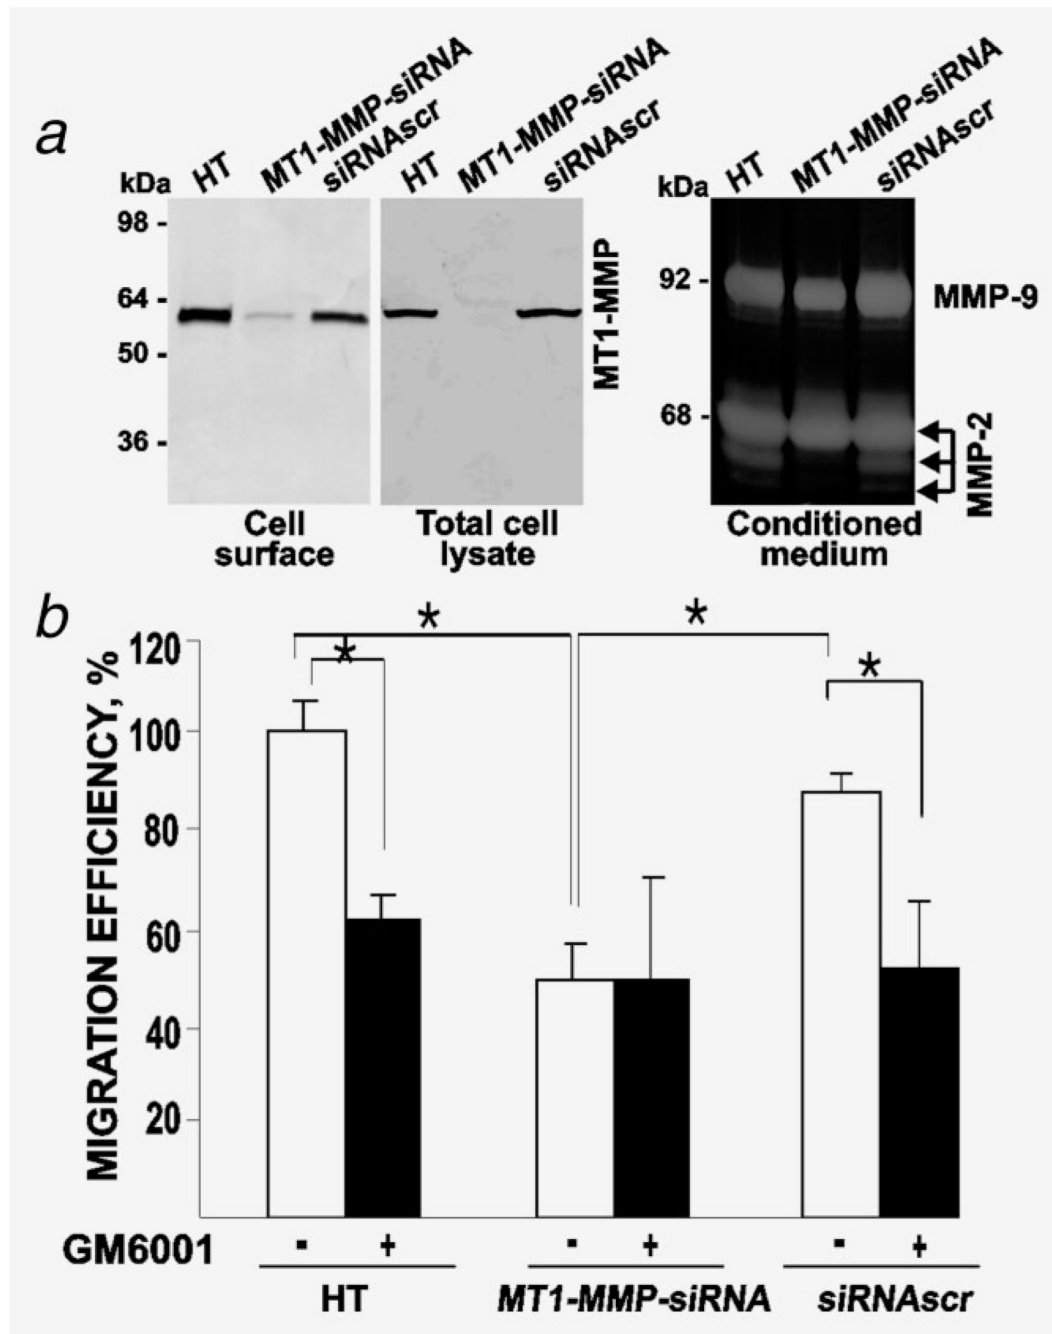 a
HT MT1-MMP-siRNA siRNAscr HT MT1-MMP-siRNA siRNAscr HT MT1-MMP-siRNA siRNAscr
kDa kDa
98 -
64 -
50 -
36 -
MT1-MMP
92 -
68 -
MMP-9
MMP-2
Cell surface
Total cell lysate
Conditioned medium
b
MIGRATION EFFICIENCY, %
120
100
80
60
40
20
* * * *
GM6001 - + - + - +
HT MT1-MMP-siRNA siRNAscr